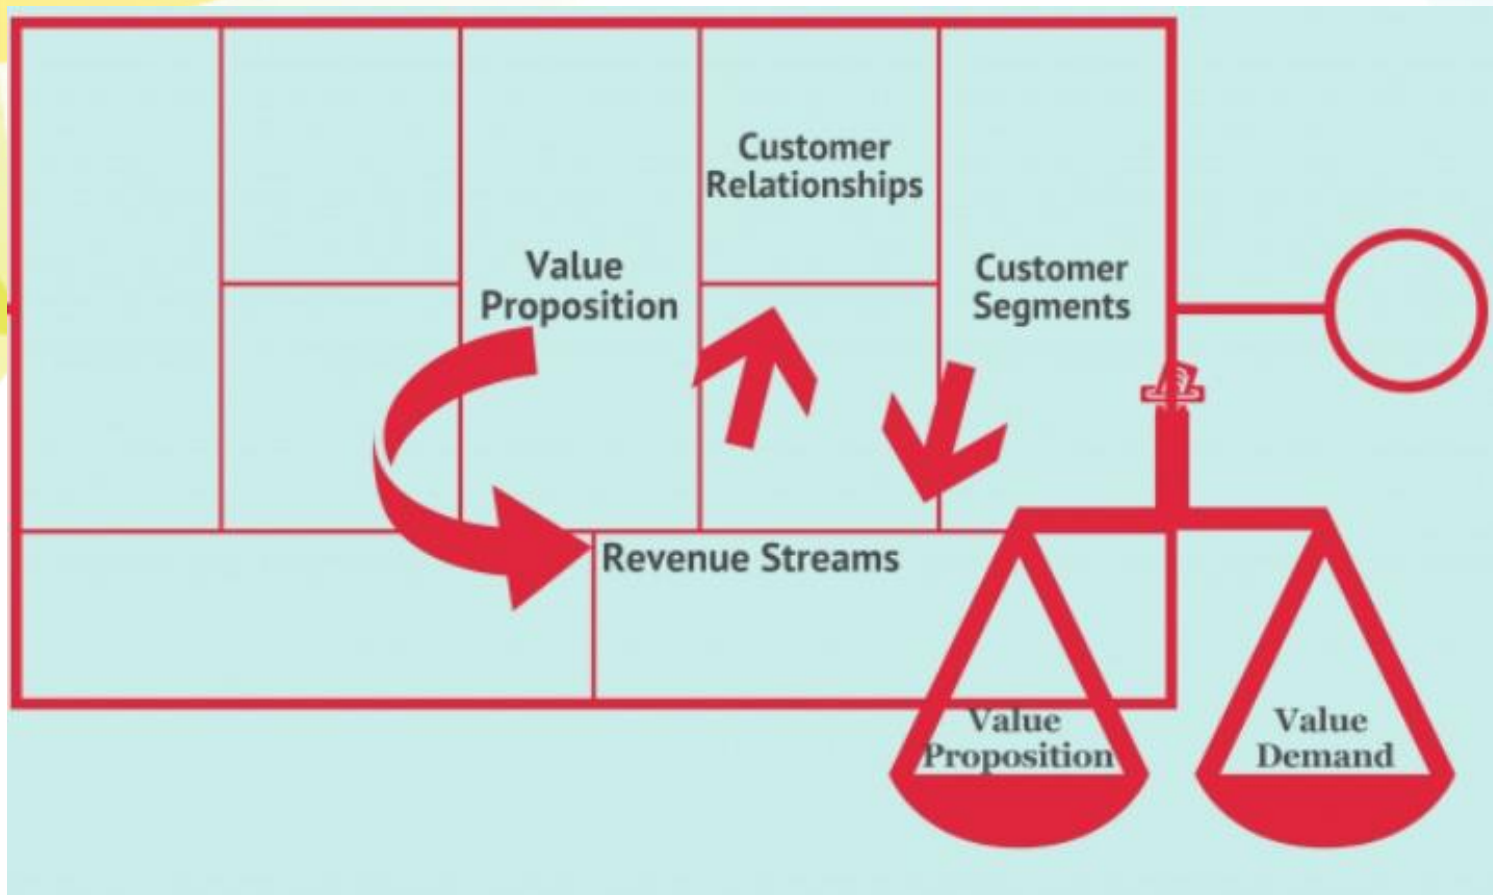 Customer
Relationships
Value
Proposition
Customer
Segments
Revenue Streams
Value
Proposition
Value
Demand